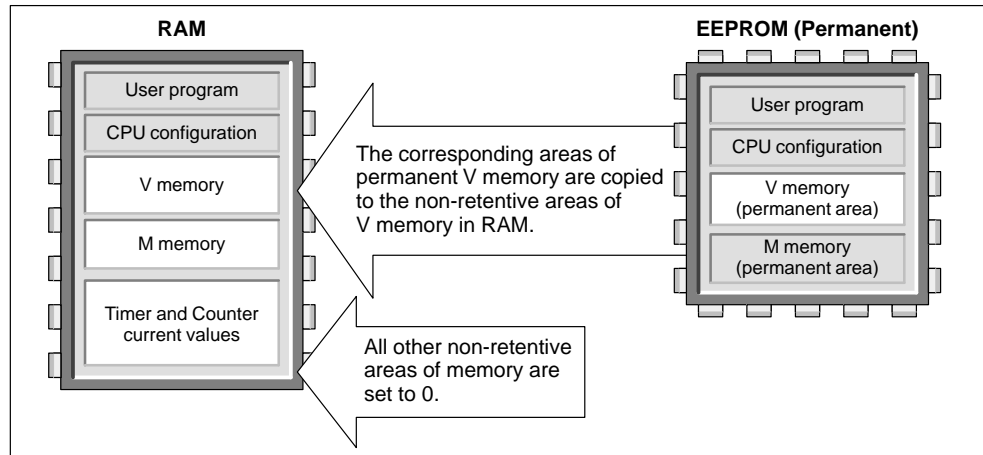 RAM
User program
CPU configuration
V memory
M memory
Timer and Counter
current values
The corresponding areas of
permanent V memory are copied
to the non-retentive areas of
V memory in RAM.
All other non-retentive
areas of memory are
set to 0.
EEPROM (Permanent)
User program
CPU configuration
V memory
(permanent area)
M memory
(permanent area)